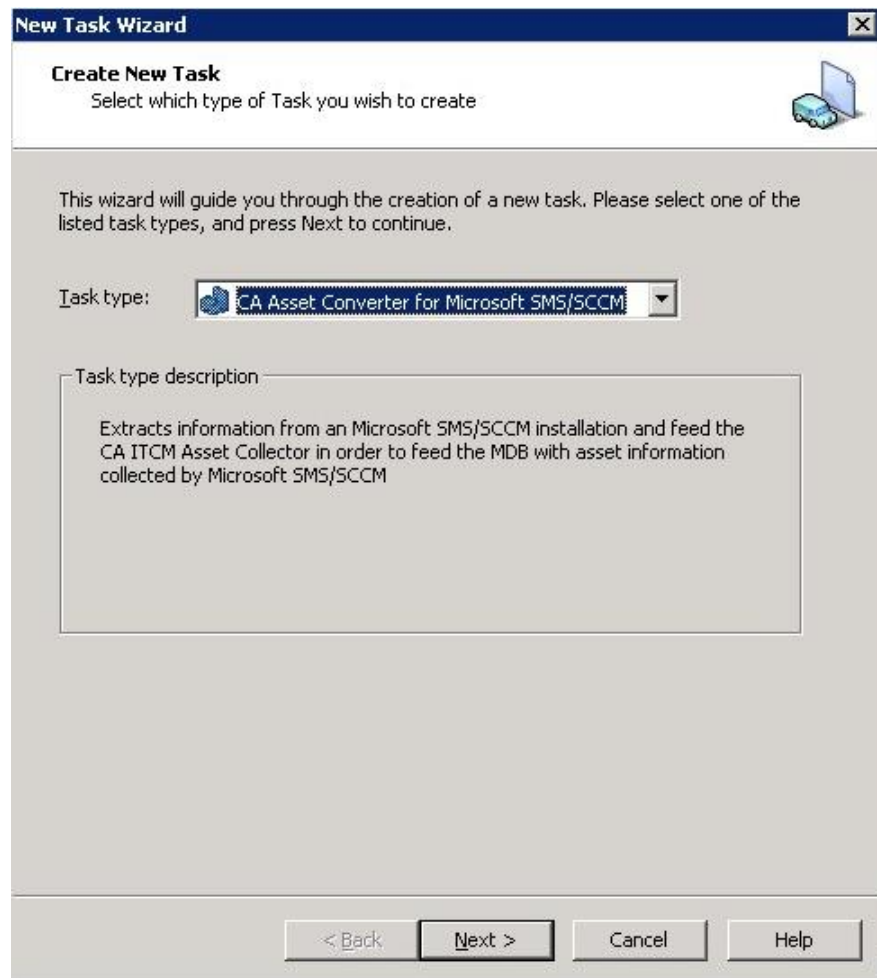 New Task Wizard
Create New Task
Select which type of Task you wish to create
This wizard will guide you through the creation of a new task. Please select one of the
listed task types, and press Next to continue.
Task type:
CA Asset Converter for Microsoft SMS/SCCM
Task type description
Extracts information from an Microsoft SMS/SCCM installation and feed the
CA ITCM Asset Collector in order to feed the MDB with asset information
collected by Microsoft SMS/SCCM
< Back
Next >
Cancel
Help